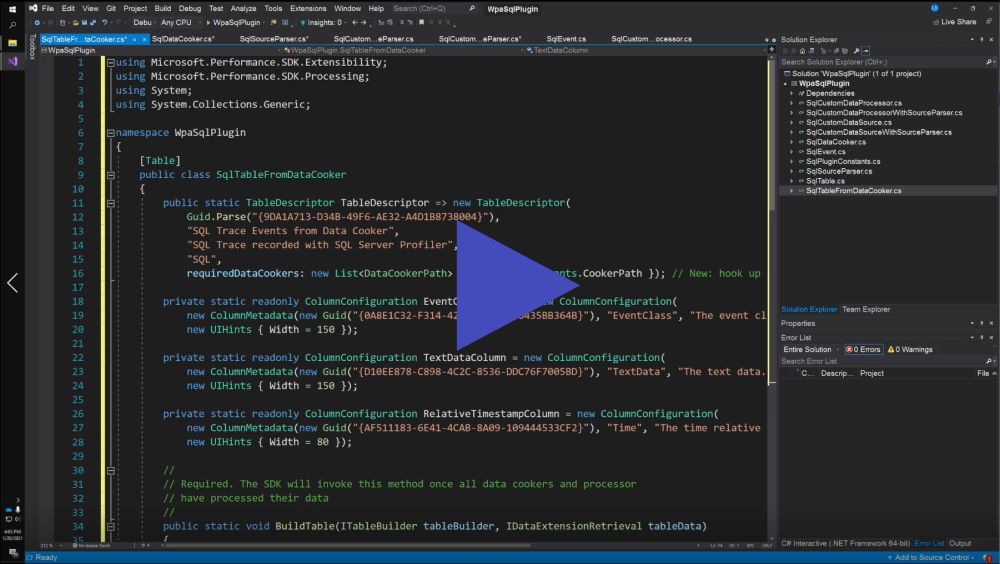 File Edit View Git Project Build Debug Test Analyze Tools Extensions Window Help Search (Ctrl+Q) WpaSqlPlugin
Debug Any CPU WpaSqlPlugin Insights: 0 Live Share
SqlTableFr...taCooker.cs* SqlDataCooker.cs* SqlSourceParser.cs* SqlCustom...eParser.cs SqlCustom...eParser.cs SqlEvent.cs SqlCustom...ocessor.cs
WpaSqlPlugin WpaSqlPlugin.SqlTableFromDataCooker TextDataColumn
Toolbox
1 using Microsoft.Performance.SDK.Extensibility;
2 using Microsoft.Performance.SDK.Processing;
3 using System;
4 using System.Collections.Generic;
5
6 namespace WpaSqlPlugin
7 {
8 [Table]
9 public class SqlTableFromDataCooker
10 {
11 public static TableDescriptor TableDescriptor => new TableDescriptor(
12 Guid.Parse("{9DA1A713-D34B-49F6-AE32-A4D1B8738004}"),
13 "SQL Trace Events from Data Cooker",
14 "SQL Trace recorded with SQL Server Profiler",
15 "SQL",
16 requiredDataCookers: new List<DataCookerPath> nts.CookerPath }); // New: hook up
17
18 private static readonly ColumnConfiguration EventC w ColumnConfiguration(
19 new ColumnMetadata(new Guid("{0A8E1C32-F314-42 435BB364B}"), "EventClass", "The event cl
20 new UIHints { Width = 150 });
21
22 private static readonly ColumnConfiguration TextDataColumn = new ColumnConfiguration(
23 new ColumnMetadata(new Guid("{D10EE878-C898-4C2C-8536-DDC76F7005BD}"), "TextData", "The text data.
24 new UIHints { Width = 150 });
25
26 private static readonly ColumnConfiguration RelativeTimestampColumn = new ColumnConfiguration(
27 new ColumnMetadata(new Guid("{AF511183-6E41-4CAB-8A09-109444533CF2}"), "Time", "The time relative
28 new UIHints { Width = 80 });
29
30 //
31 // Required. The SDK will invoke this method once all data cookers and processor
32 // have processed their data
33 //
34 public static void BuildTable(ITableBuilder tableBuilder, IDataExtensionRetrieval tableData)
35 {
212 % No issues found
Solution Explorer
Search Solution Explorer (Ctrl+;)
Solution 'WpaSqlPlugin' (1 of 1 project)
WpaSqlPlugin
Dependencies
SqlCustomDataProcessor.cs
SqlCustomDataProcessorWithSourceParser.cs
SqlCustomDataSource.cs
SqlCustomDataSourceWithSourceParser.cs
SqlDataCooker.cs
SqlEvent.cs
SqlPluginConstants.cs
SqlSourceParser.cs
SqlTable.cs
SqlTableFromDataCooker.cs
Solution Explorer Team Explorer
Properties
Error List
Entire Solution 0 Errors 0 Warnings
Search Error List
C... Descrip... Project File
C# Interactive (.NET Framework 64-bit) Error List Output
Ready Add to Source Control
4:03 PM
1/20/2021